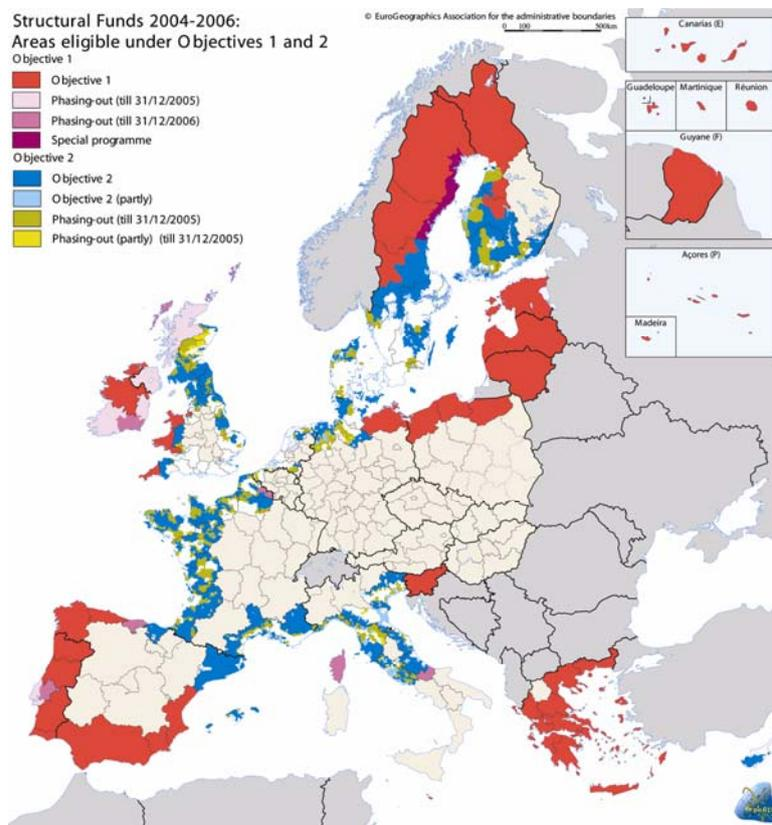 Structural Funds 2004-2006:
Areas eligible under Objectives 1 and 2
Objective 1
Objective 1
Phasing-out (till 31/12/2005)
Phasing-out (till 31/12/2006)
Special programme
Objective 2
Objective 2
Objective 2 (partly)
Phasing-out (till 31/12/2005)
Phasing-out (partly) (till 31/12/2005)
© EuroGeographics Association for the administrative boundaries
0 100 500km
Canarias (E)
Guadeloupe Martinique Réunion
Guyane (F)
Açores (P)
Madeira